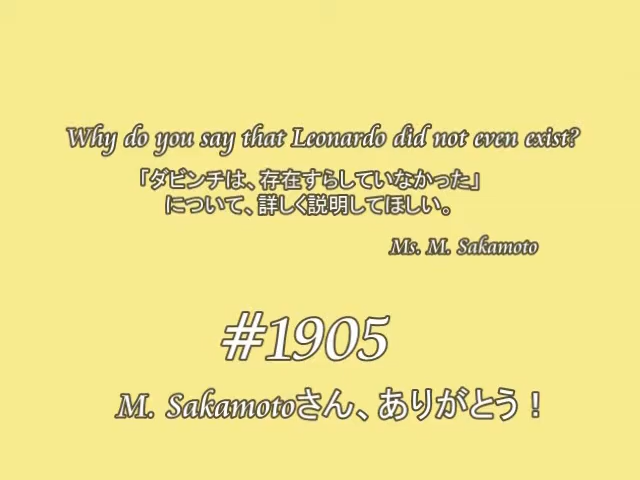 Why do you say that Leonardo did not even exist?
「ダビンチは、存在すらしていなかった」
について、詳しく説明してほしい。
Ms. M. Sakamoto
#1905
M. Sakamotoさん、ありがとう！